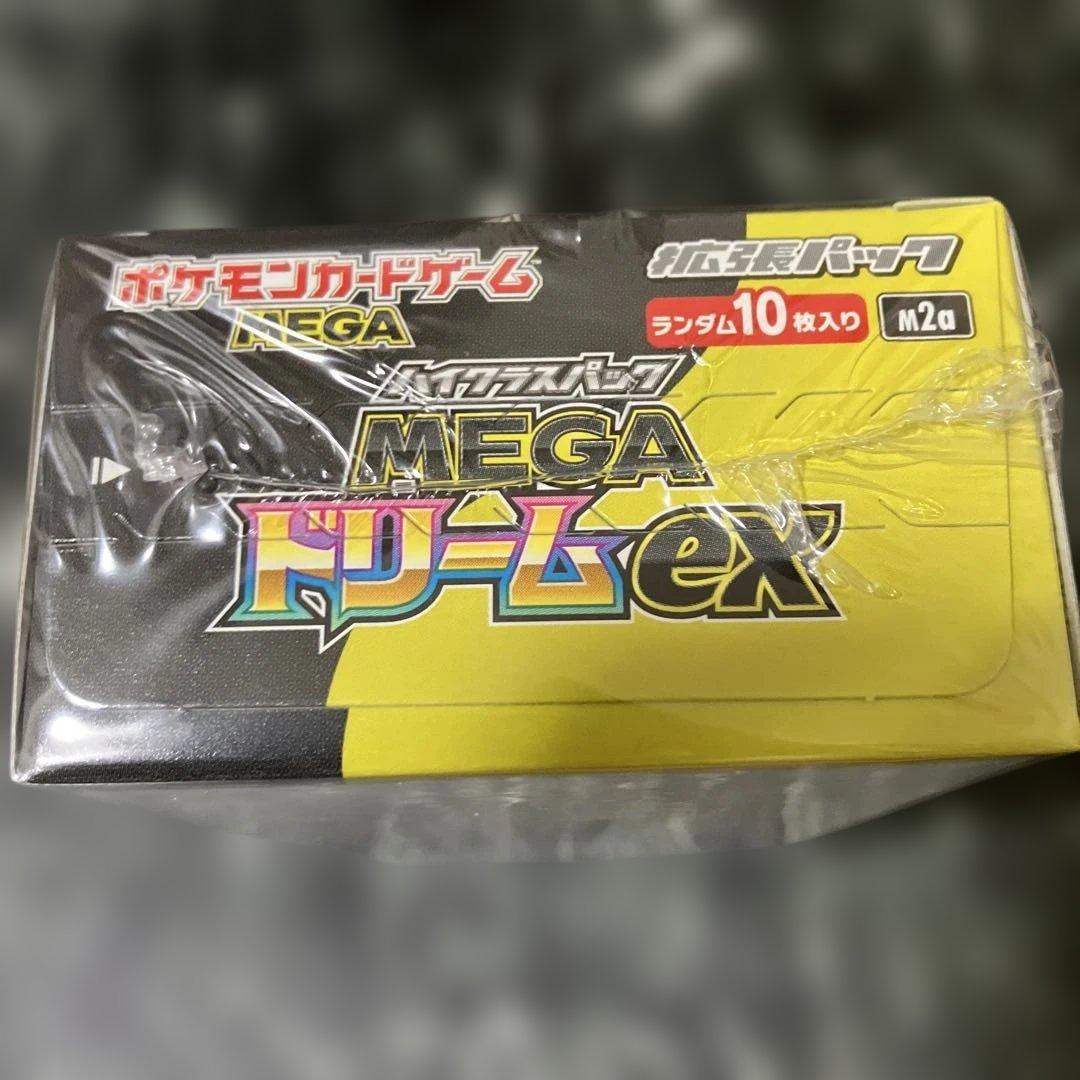 ポケモンカードゲーム
MEGA
拡張パック
ランダム10枚入り
M2a
ハイクラスパック
MEGA
ドリームex